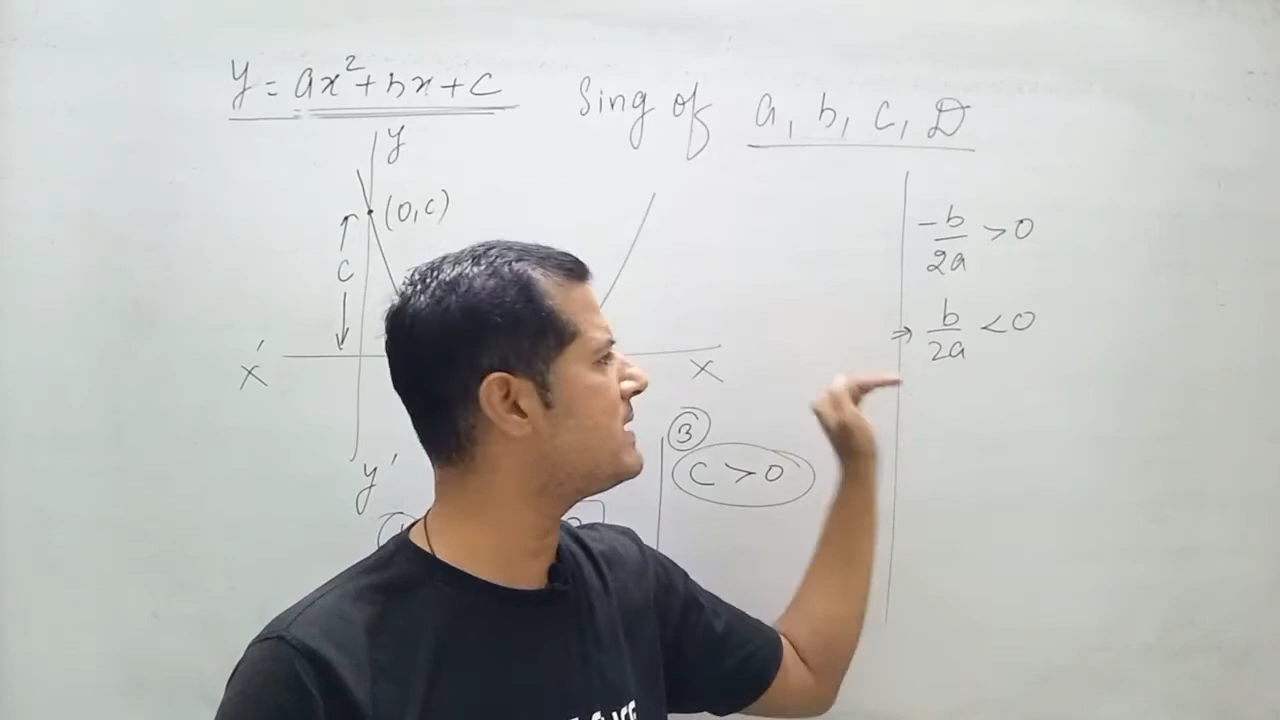 y = ax²+bx+c
Sing of a, b, c, D
y
(0, c)
c
x'
x
y'
-b/2a > 0
⇒ b/2a < 0
3
c > 0